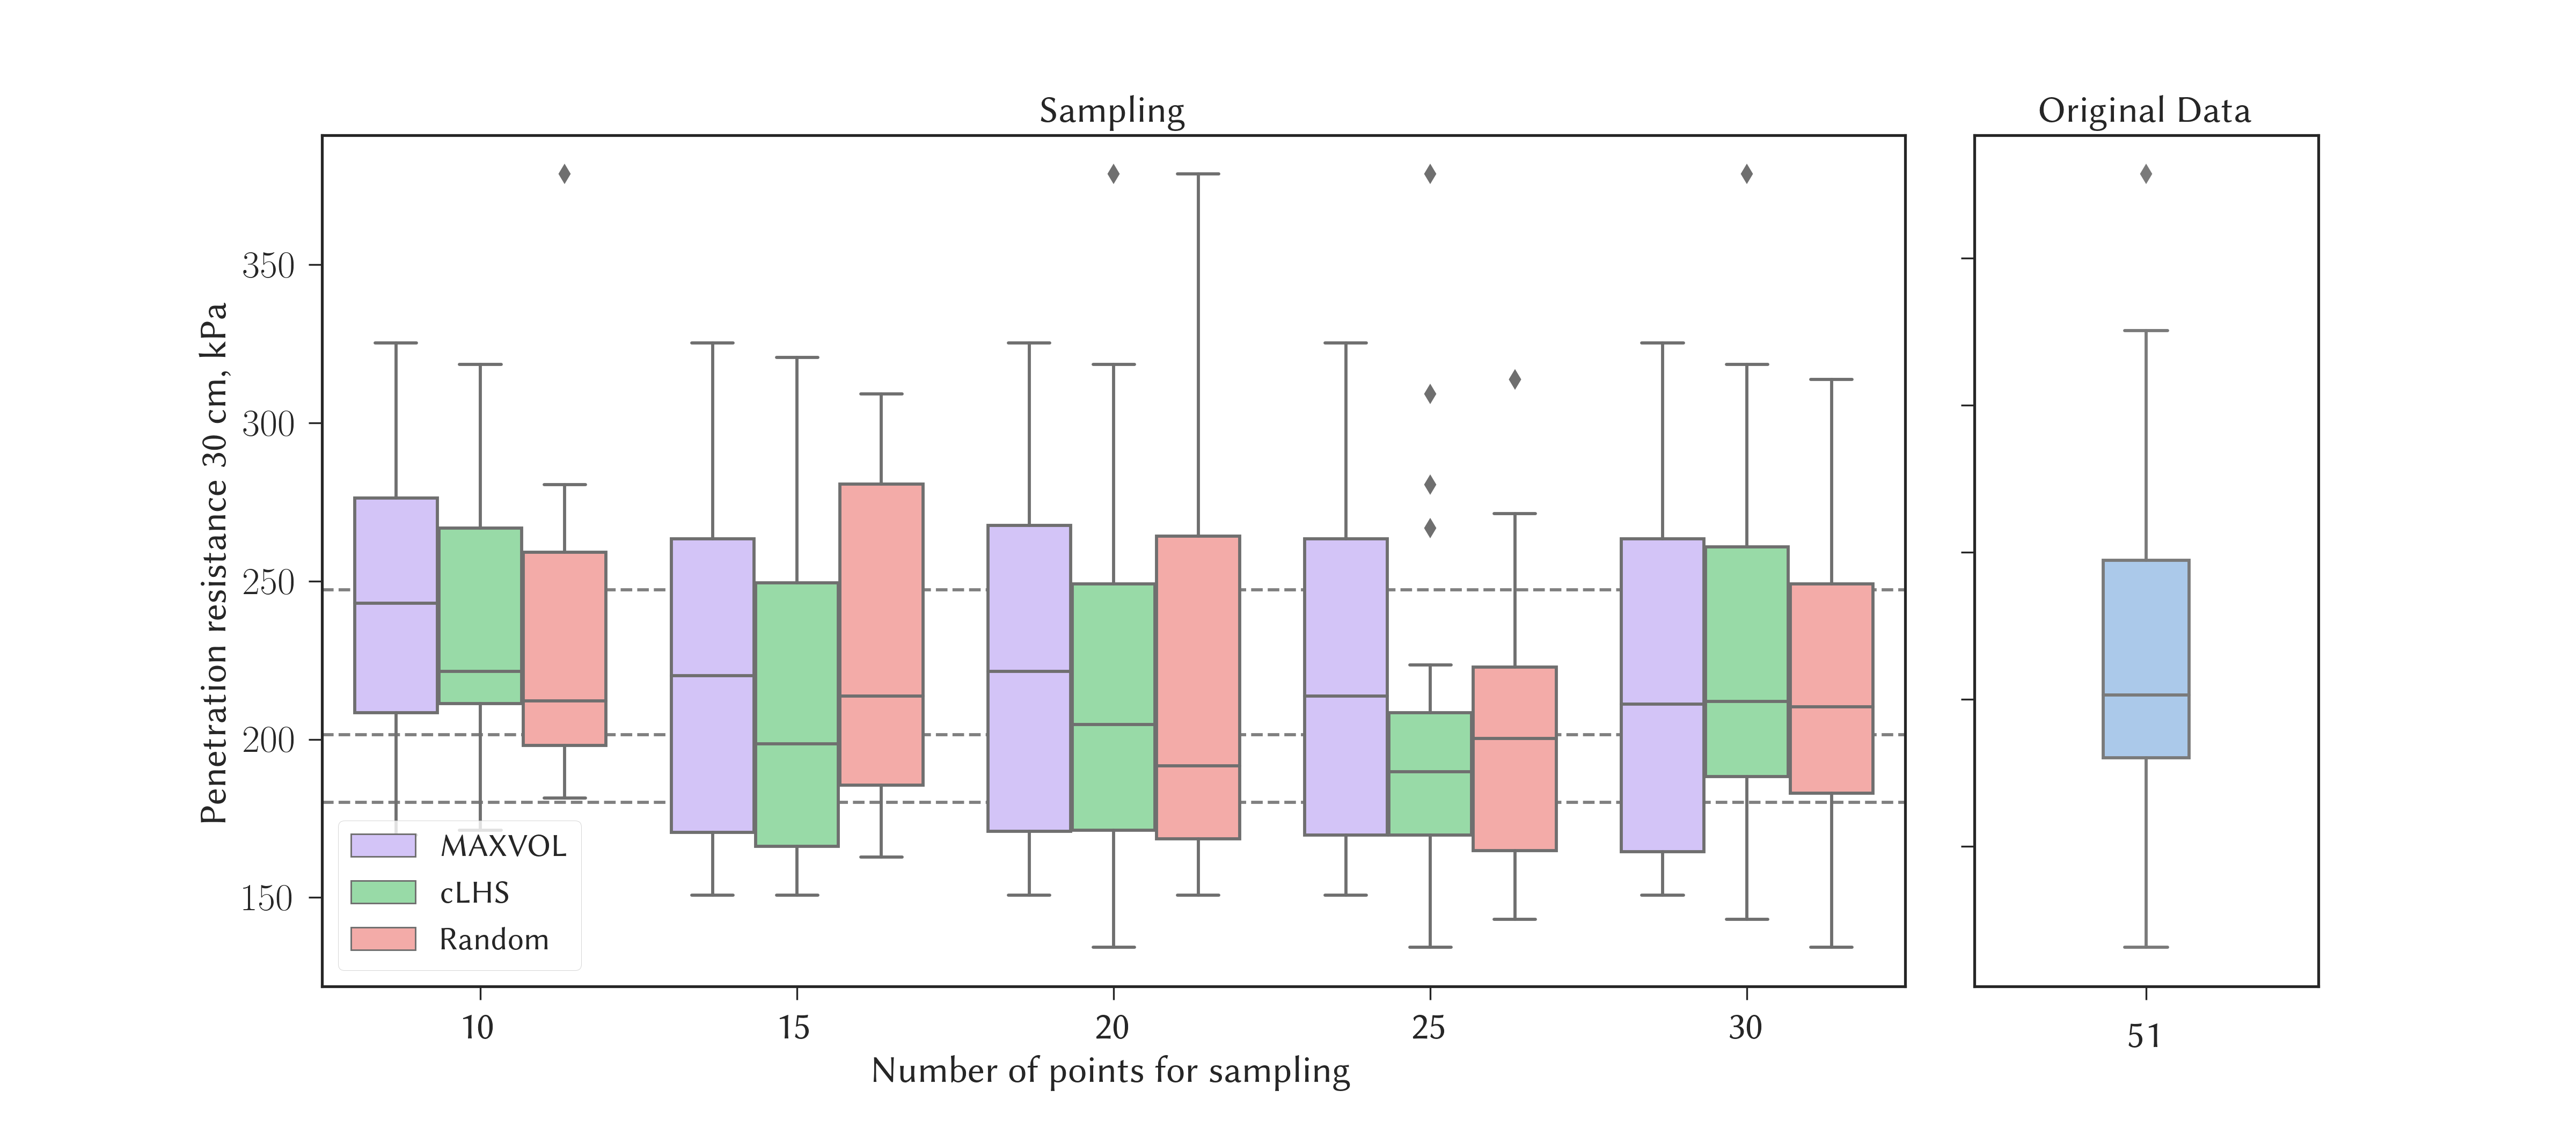 Sampling
Original Data
Penetration resistance 30 cm, kPa
350
300
250
200
150
MAXVOL
cLHS
Random
10 15 20 25 30
51
Number of points for sampling